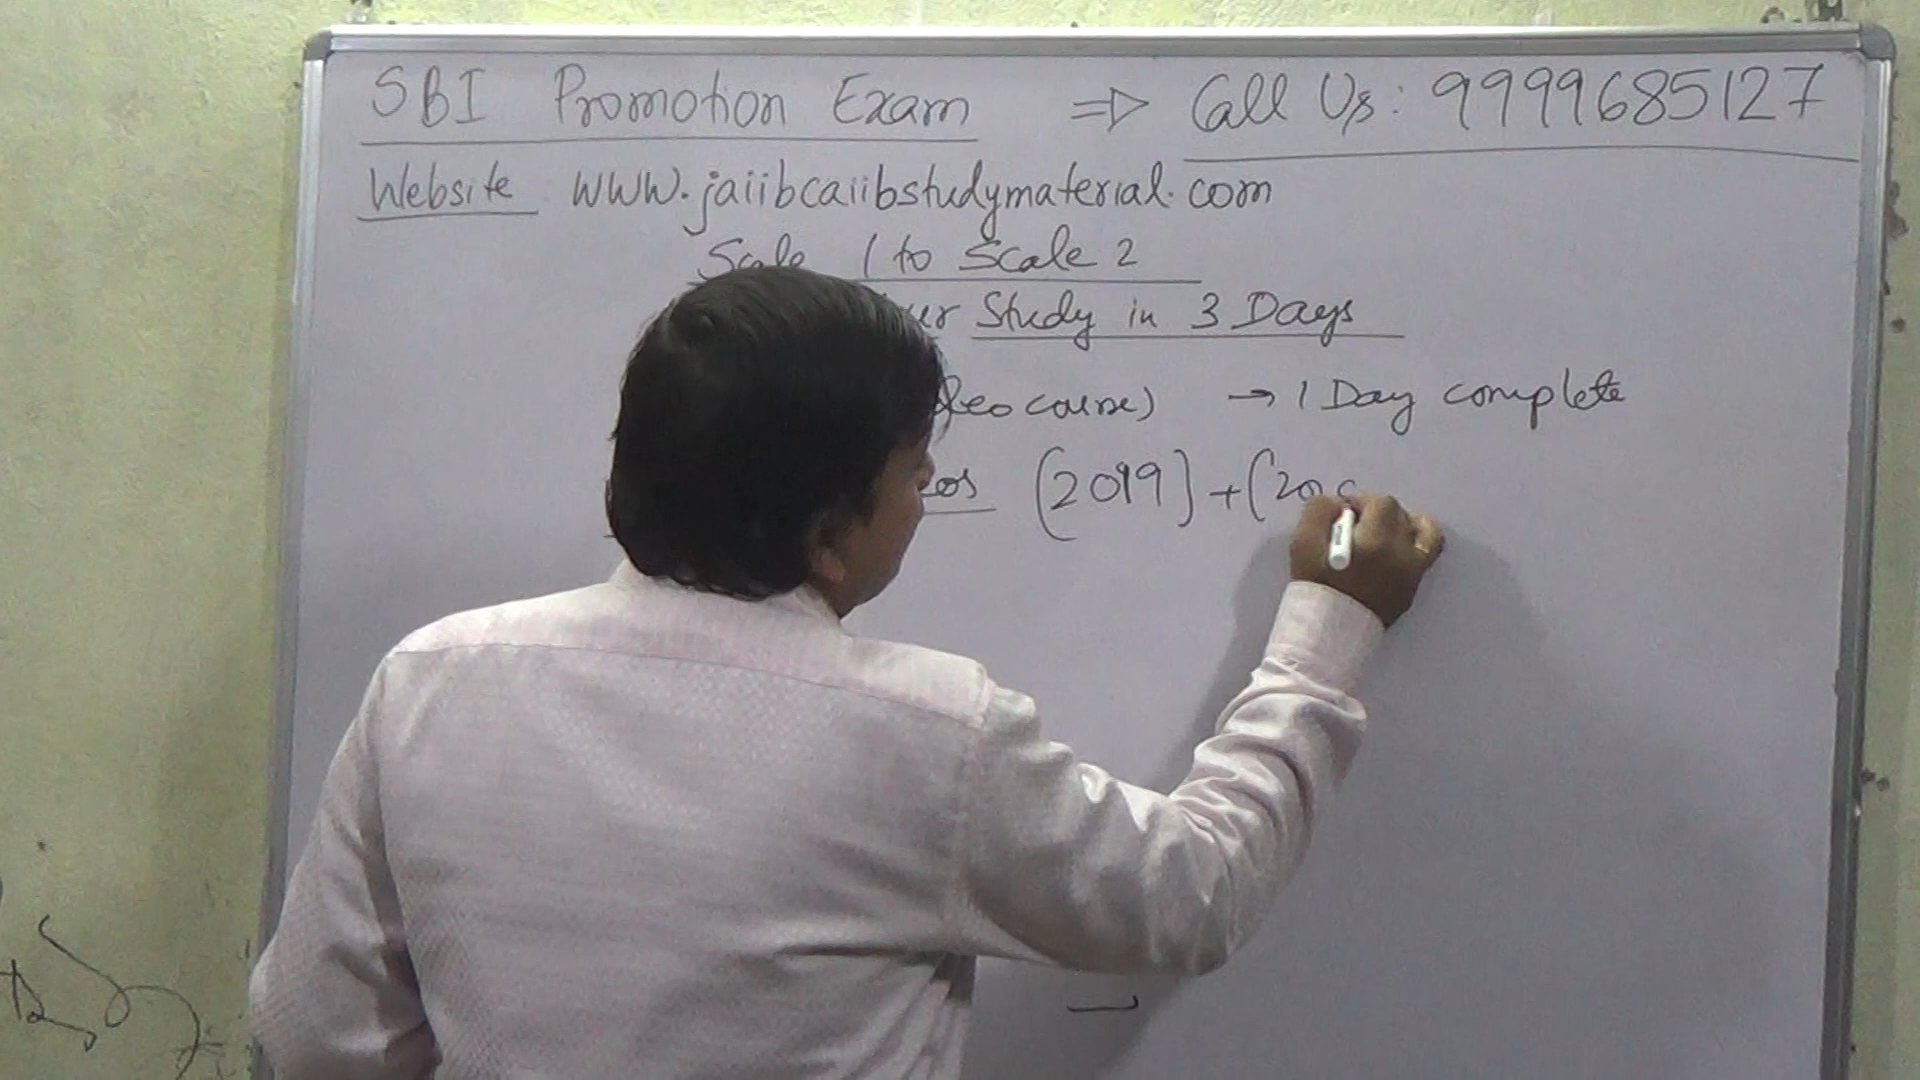 SBI Promotion Exam ⇒ Call Us: 9999685127
Website www.jaiibcaiibstudymaterial.com
Scale 1 to Scale 2
Study in 3 Days
course) → 1 Day complete
(2019) + (20